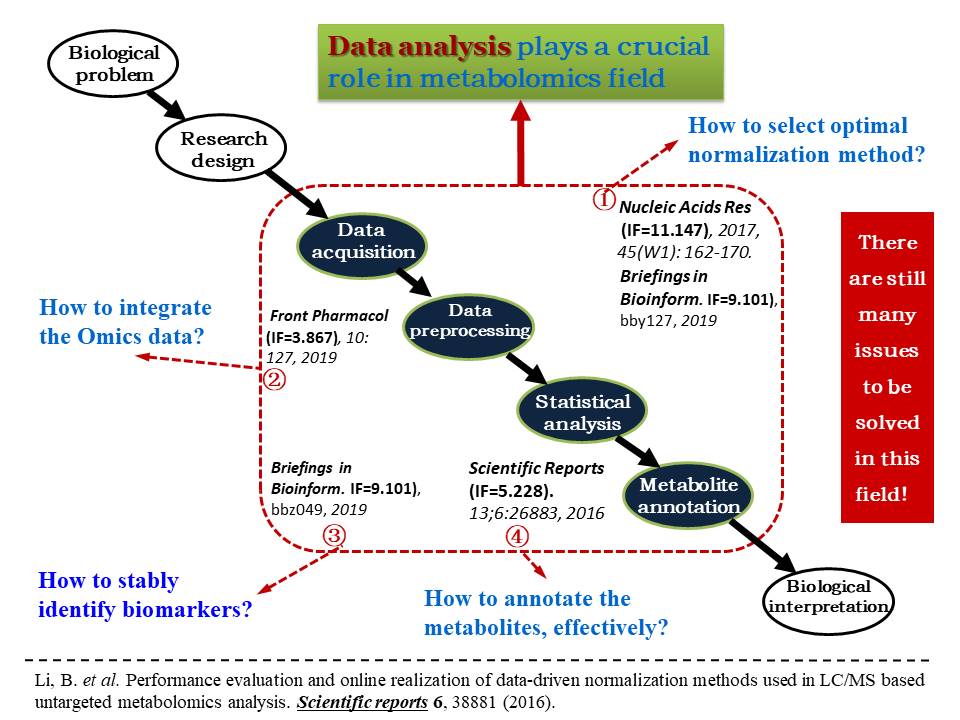 Biological
problem
Data analysis plays a crucial
role in metabolomics field
Research
design
How to select optimal
normalization method?
①
Nucleic Acids Res
(IF=11.147), 2017,
45(W1): 162-170.
Briefings in
Bioinform. IF=9.101),
bby127, 2019
Data
acquisition
There
are still
many
issues
to be
solved
in this
field!
How to integrate
the Omics data?
Front Pharmacol
(IF=3.867), 10:
127, 2019
②
Data
preprocessing
Statistical
analysis
Briefings in
Bioinform. IF=9.101),
bbz049, 2019
③
Scientific Reports
(IF=5.228).
13;6:26883, 2016
④
Metabolite
annotation
How to stably
identify biomarkers?
How to annotate the
metabolites, effectively?
Biological
interpretation
Li, B. et al. Performance evaluation and online realization of data-driven normalization methods used in LC/MS based
untargeted metabolomics analysis. Scientific reports 6, 38881 (2016).